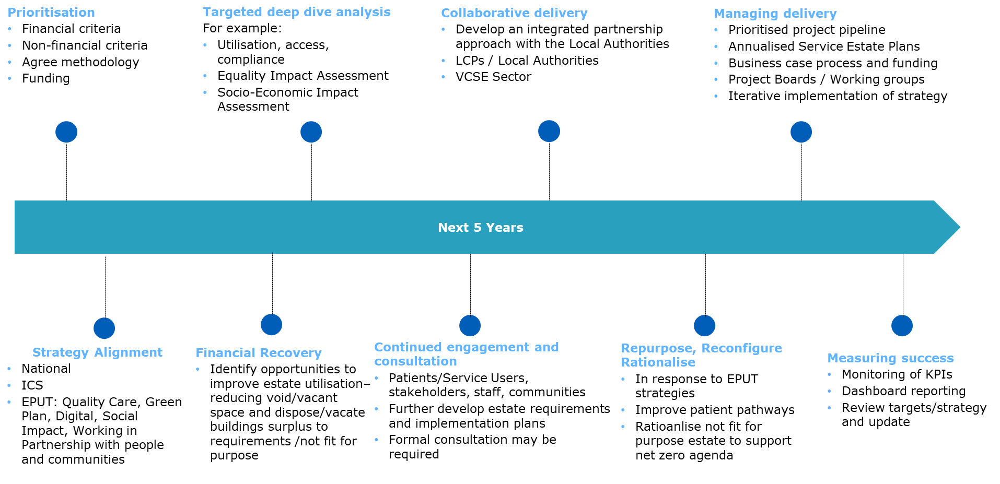 Prioritisation
• Financial criteria
• Non-financial criteria
• Agree methodology
• Funding
Targeted deep dive analysis
For example:
• Utilisation, access,
compliance
• Equality Impact Assessment
• Socio-Economic Impact
Assessment
Collaborative delivery
• Develop an integrated partnership
approach with the Local Authorities
• LCPs / Local Authorities
• VCSE Sector
Managing delivery
• Prioritised project pipeline
• Annualised Service Estate Plans
• Business case process and funding
• Project Boards / Working groups
• Iterative implementation of strategy
Next 5 Years
Strategy Alignment
• National
• ICS
• EPUT: Quality Care, Green
Plan, Digital, Social
Impact, Working in
Partnership with people
and communities
Financial Recovery
• Identify opportunities to
improve estate utilisation–
reducing void/vacant
space and dispose/vacate
buildings surplus to
requirements /not fit for
purpose
Continued engagement and
consultation
• Patients/Service Users,
stakeholders, staff, communities
• Further develop estate requirements
and implementation plans
• Formal consultation may be
required
Repurpose, Reconfigure
Rationalise
• In response to EPUT
strategies
• Improve patient pathways
• Ratioanlise not fit for
purpose estate to support
net zero agenda
Measuring success
• Monitoring of KPIs
• Dashboard reporting
• Review targets/strategy
and update